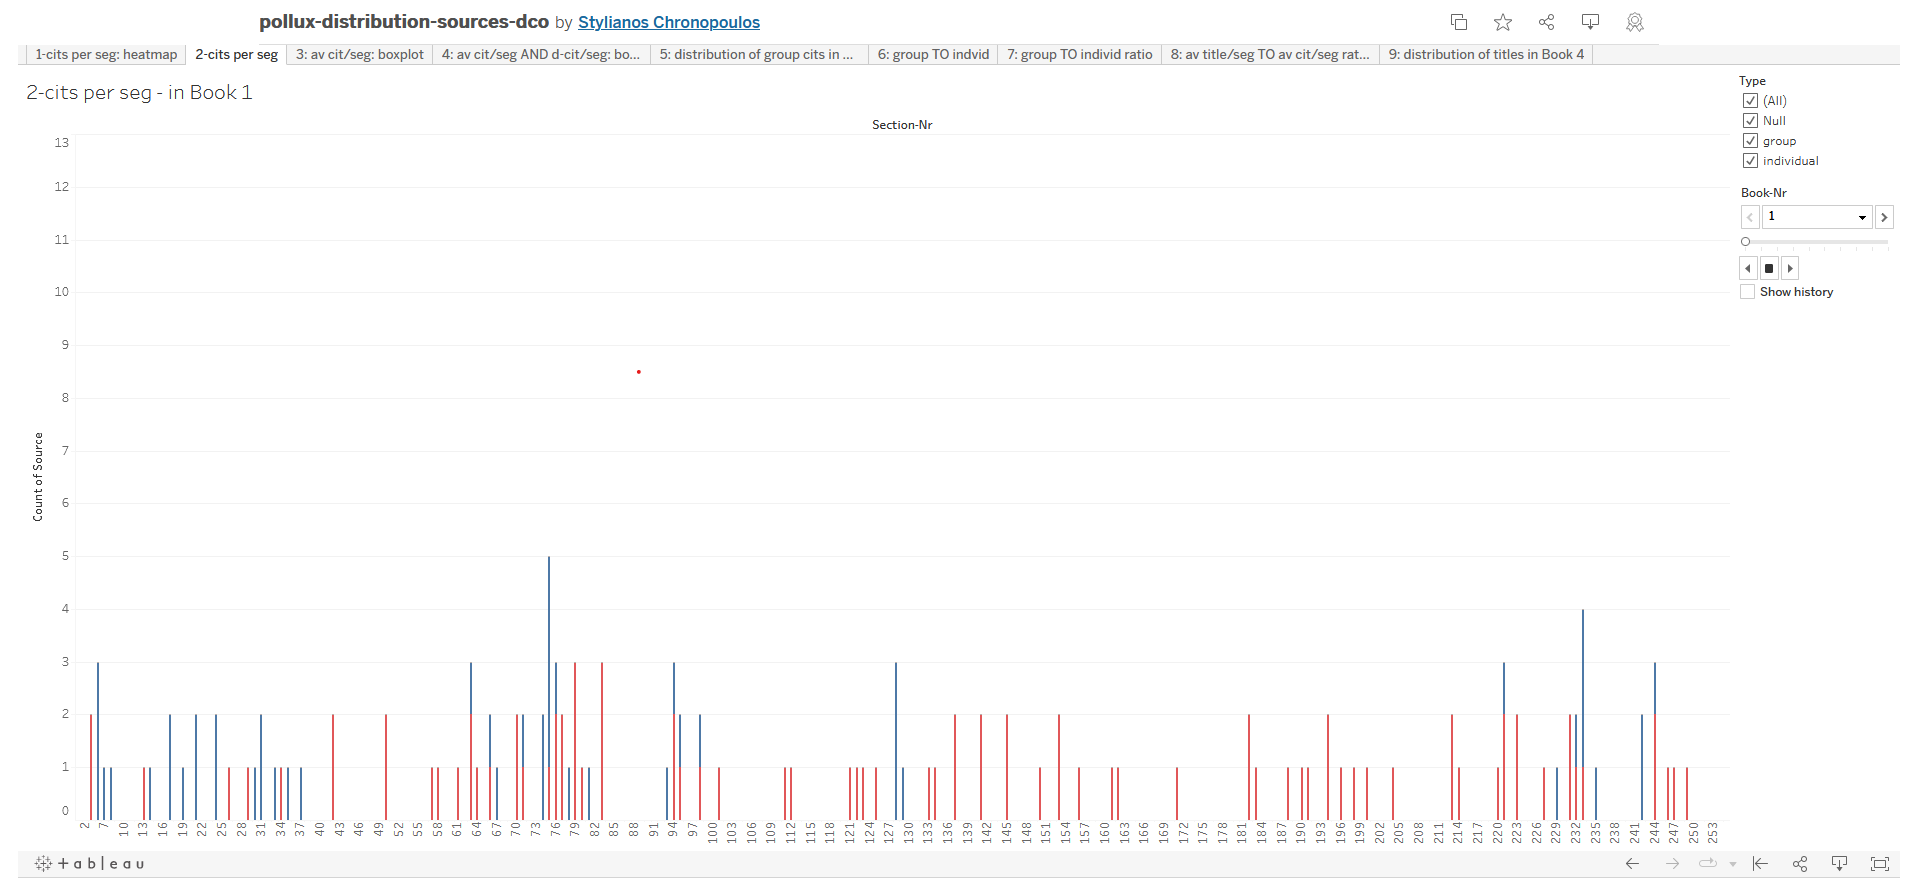 pollux-distribution-sources-dco by Stylianos Chronopoulos
1-cits per seg: heatmap 2-cits per seg 3: av cit/seg: boxplot 4: av cit/seg AND d-cit/seg: bo... 5: distribution of group cits in ... 6: group TO indvid 7: group TO individ ratio 8: av title/seg TO av cit/seg rat... 9: distribution of titles in Book 4
2-cits per seg - in Book 1
Section-Nr
13
12
11
10
9
8
7
6
5
4
3
2
1
0
Count of Source
2 7 10 13 16 19 22 25 28 31 34 37 40 43 46 49 52 55 58 61 64 67 70 73 76 79 82 85 88 91 94 97 100 103 106 109 112 115 118 121 124 127 130 133 136 139 142 145 148 151 154 157 160 163 166 169 172 175 178 181 184 187 190 193 196 199 202 205 208 211 214 217 220 223 226 229 232 235 238 241 244 247 250 253
Type
(All)
Null
group
individual
Book-Nr
1
Show history
+ a b l e a u